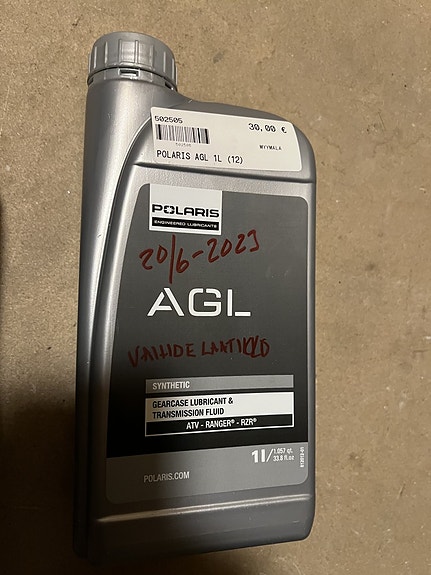 502505
30,00 €
502505
MYYMÄLÄ
POLARIS AGL 1L (12)
POLARIS
ENGINEERED LUBRICANTS
20/6-2023
AGL
VAIHDE LAATIKKO
SYNTHETIC
GEARCASE LUBRICANT &
TRANSMISSION FLUID
ATV - RANGER® - RZR®
1l/1.057 qt.
33.8 fl.oz
POLARIS.COM